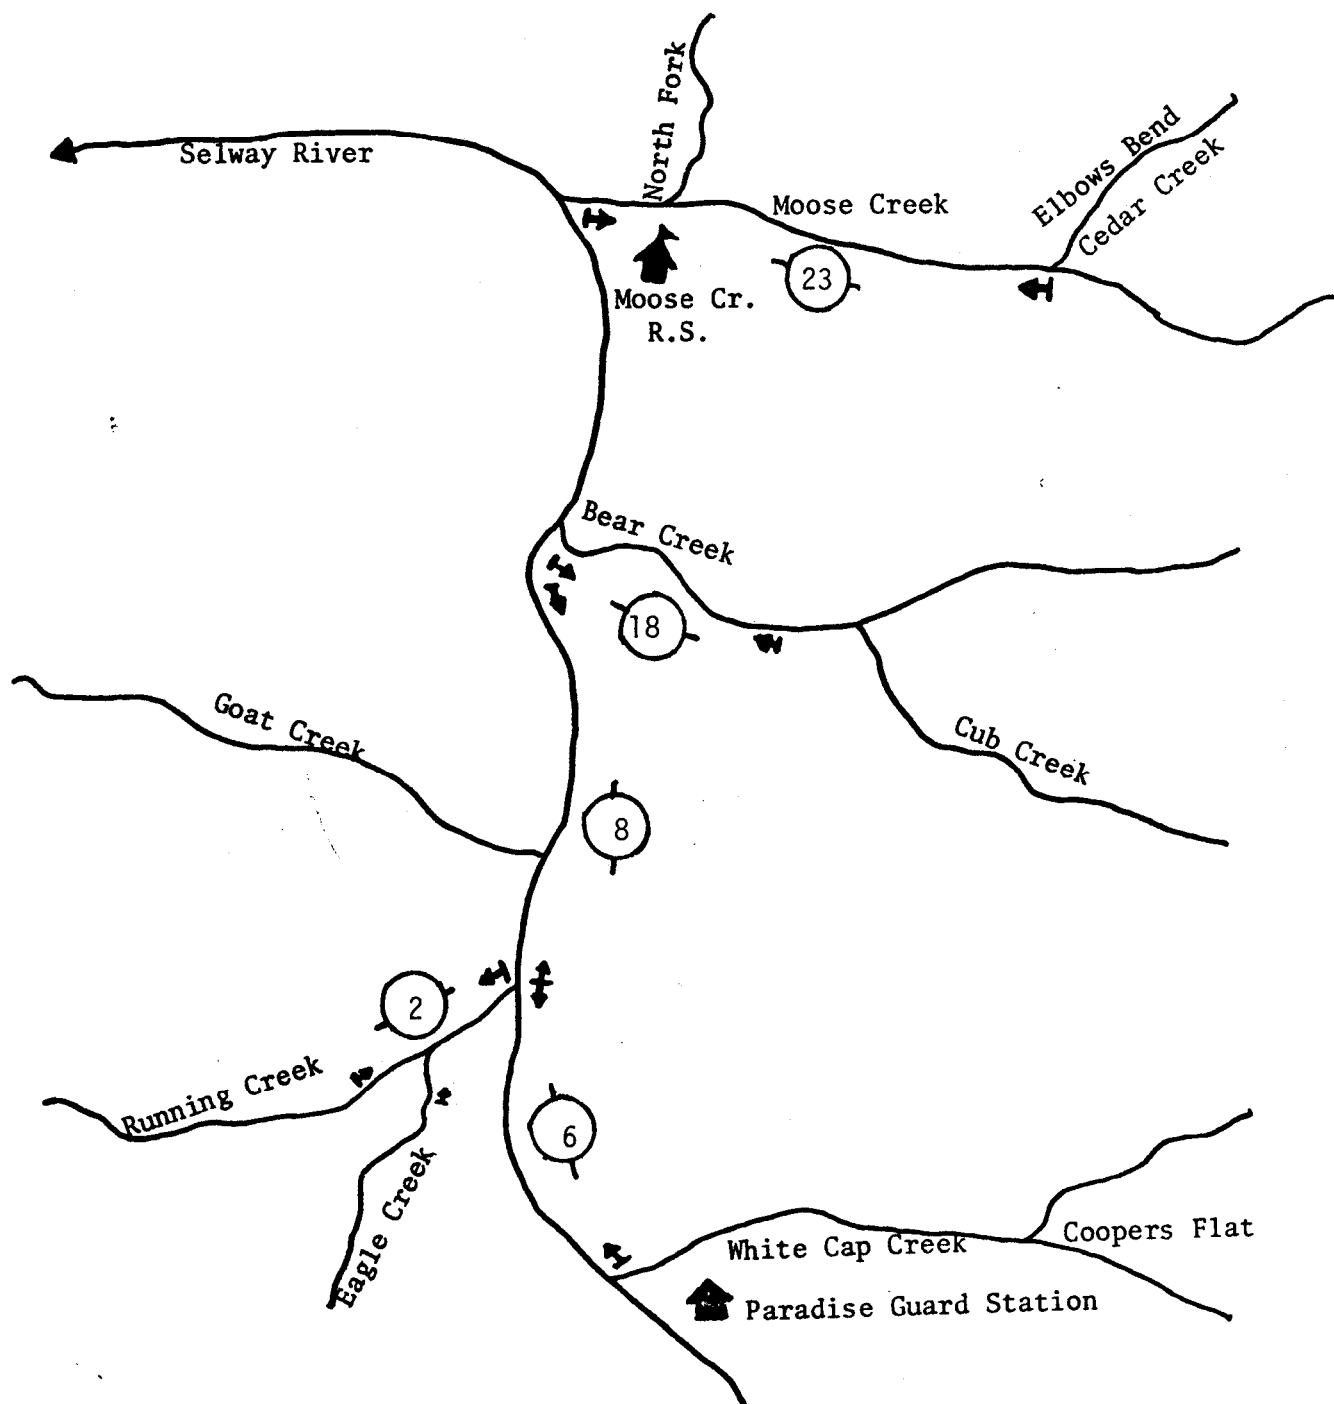 North Fork
Selway River
Elbows Bend
Cedar Creek
Moose Creek
23
Moose Cr.
R.S.
Bear Creek
18
Goat Creek
Cub Creek
8
2
Running Creek
6
Eagle Creek
Coopers Flat
White Cap Creek
Paradise Guard Station